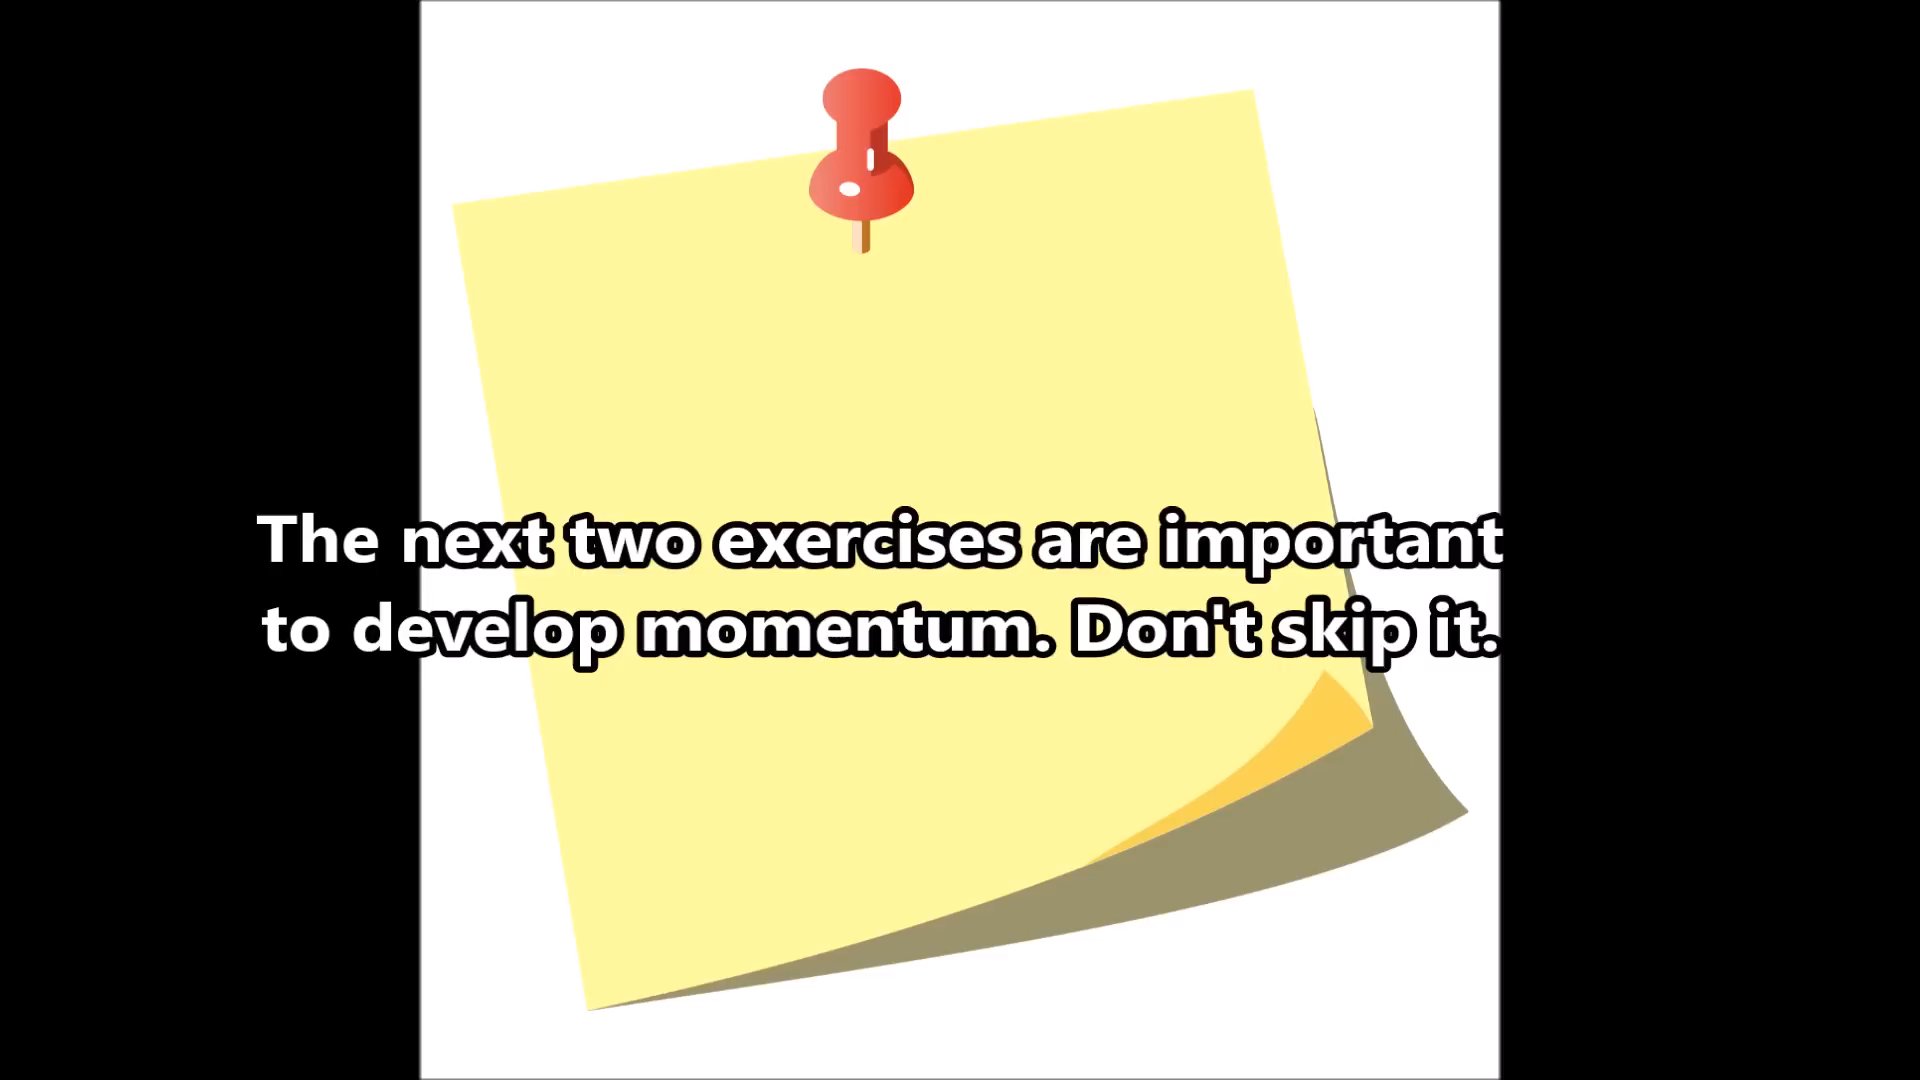 The next two exercises are important
to develop momentum. Don't skip it.